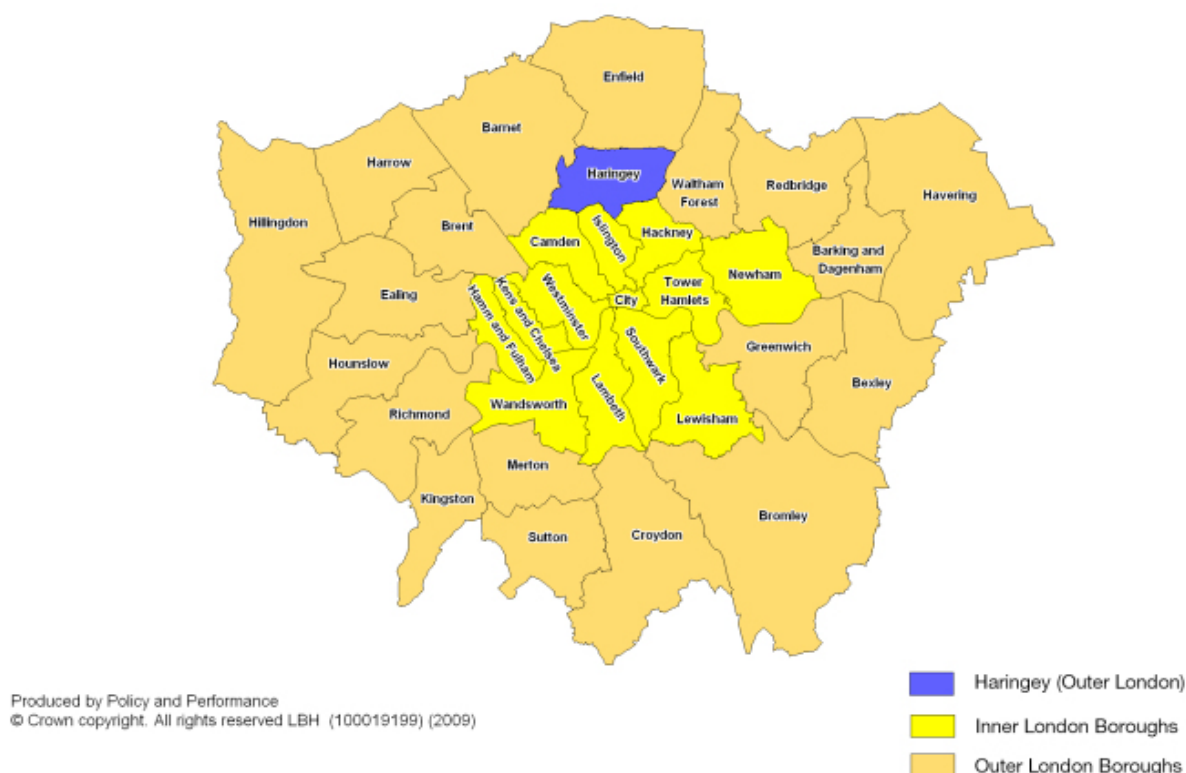 Enfield
Barnet
Harrow
Haringey
Waltham
Forest
Redbridge
Havering
Hillingdon
Brent
Camden
Islington
Hackney
Newham
Barking and
Dagenham
Ealing
Hamm and Fulham
Kens and Chelsea
Westminster
City
Tower
Hamlets
Hounslow
Southwark
Greenwich
Bexley
Richmond
Wandsworth
Lambeth
Lewisham
Merton
Kingston
Sutton
Croydon
Bromley
Produced by Policy and Performance
© Crown copyright. All rights reserved LBH (100019199) (2009)
Haringey (Outer London)
Inner London Boroughs
Outer London Boroughs